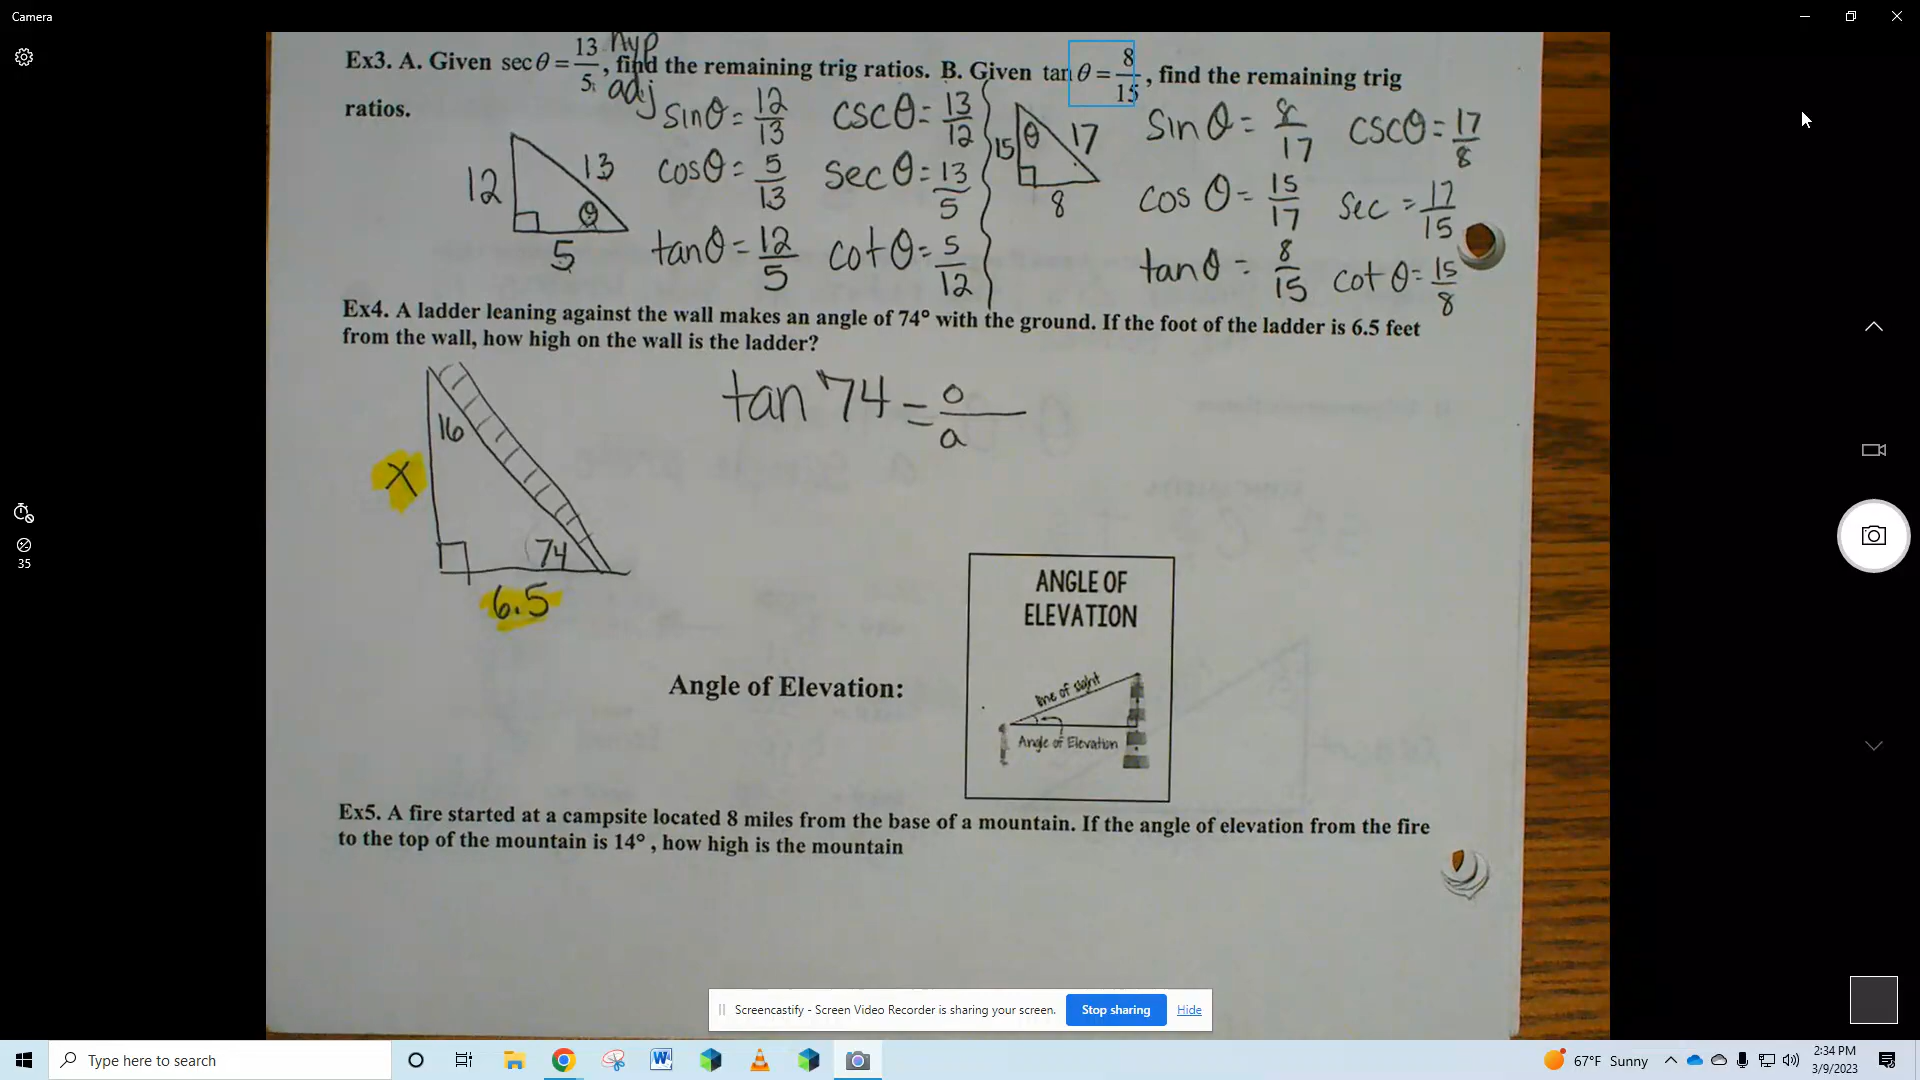 Camera
Ex3. A. Given sec θ = 13/5, find the remaining trig ratios. B. Given tan θ = 8/15, find the remaining trig
ratios.
hyp
adj
sinθ = 12/13 cscθ = 13/12
cosθ = 5/13 secθ = 13/5
tanθ = 12/5 cotθ = 5/12
12 13 θ 5
15 θ 17 8
sin θ = 8/17 cscθ = 17/8
cos θ = 15/17 sec = 17/15
tanθ = 8/15 cot θ = 15/8
Ex4. A ladder leaning against the wall makes an angle of 74° with the ground. If the foot of the ladder is 6.5 feet
from the wall, how high on the wall is the ladder?
tan 74 = o/a
16
x
74
6.5
35
ANGLE OF
ELEVATION
line of sight
Angle of Elevation
Angle of Elevation:
Ex5. A fire started at a campsite located 8 miles from the base of a mountain. If the angle of elevation from the fire
to the top of the mountain is 14° , how high is the mountain
Screencastify - Screen Video Recorder is sharing your screen. Stop sharing Hide
Type here to search
67°F Sunny
2:34 PM
3/9/2023